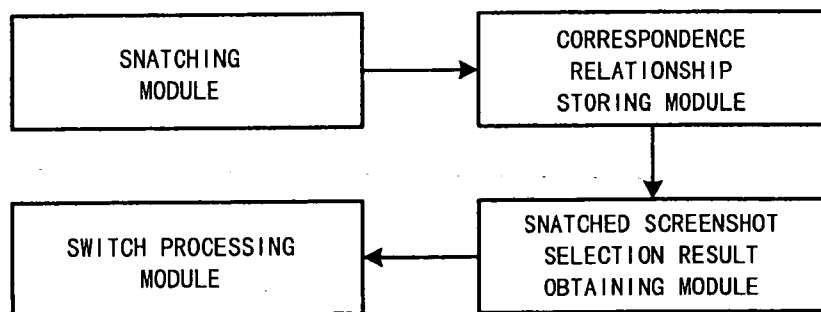 SNATCHING
MODULE
CORRESPONDENCE
RELATIONSHIP
STORING MODULE
SNATCHED SCREENSHOT
SELECTION RESULT
OBTAINING MODULE
SWITCH PROCESSING
MODULE